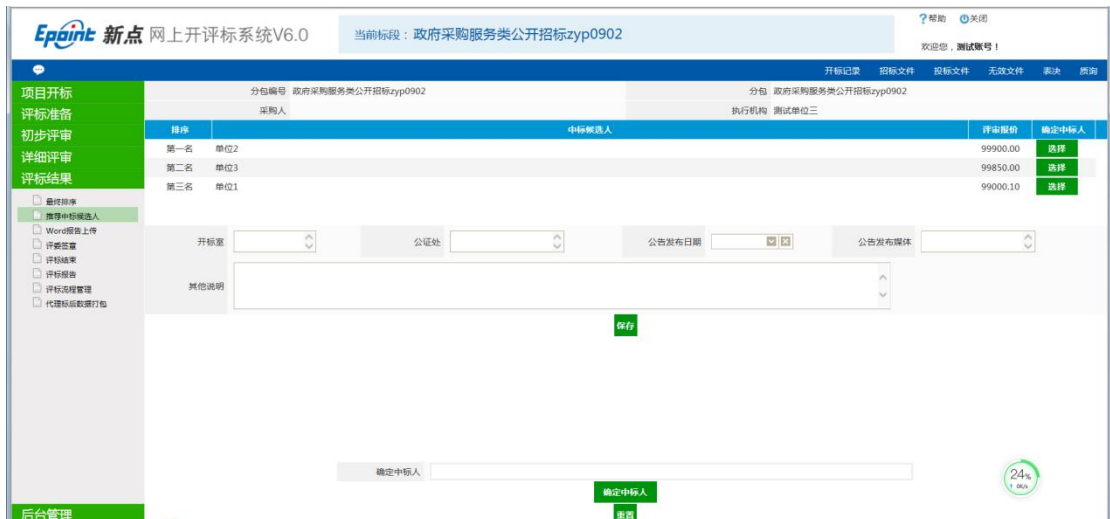 Epoint 新点 网上开评标系统V6.0
当前标段：政府采购服务类公开招标zyp0902
帮助 关闭
欢迎您，测试账号！
开标记录 招标文件 投标文件 无效文件 表决 质询
项目开标
评标准备
初步评审
详细评审
评标结果
最终排序
推荐中标候选人
Word报告上传
评委签章
评标结束
评标报告
评标流程管理
代理标后数据打包
后台管理
分包编号 政府采购服务类公开招标zyp0902 分包 政府采购服务类公开招标zyp0902
采购人 执行机构 测试单位三
排序 中标候选人 评审报价 确定中标人
第一名 单位2 99900.00 选择
第二名 单位3 99850.00 选择
第三名 单位1 99000.10 选择
开标室 公证处 公告发布日期 公告发布媒体
其他说明
保存
确定中标人
确定中标人
重置
24%
0K/s